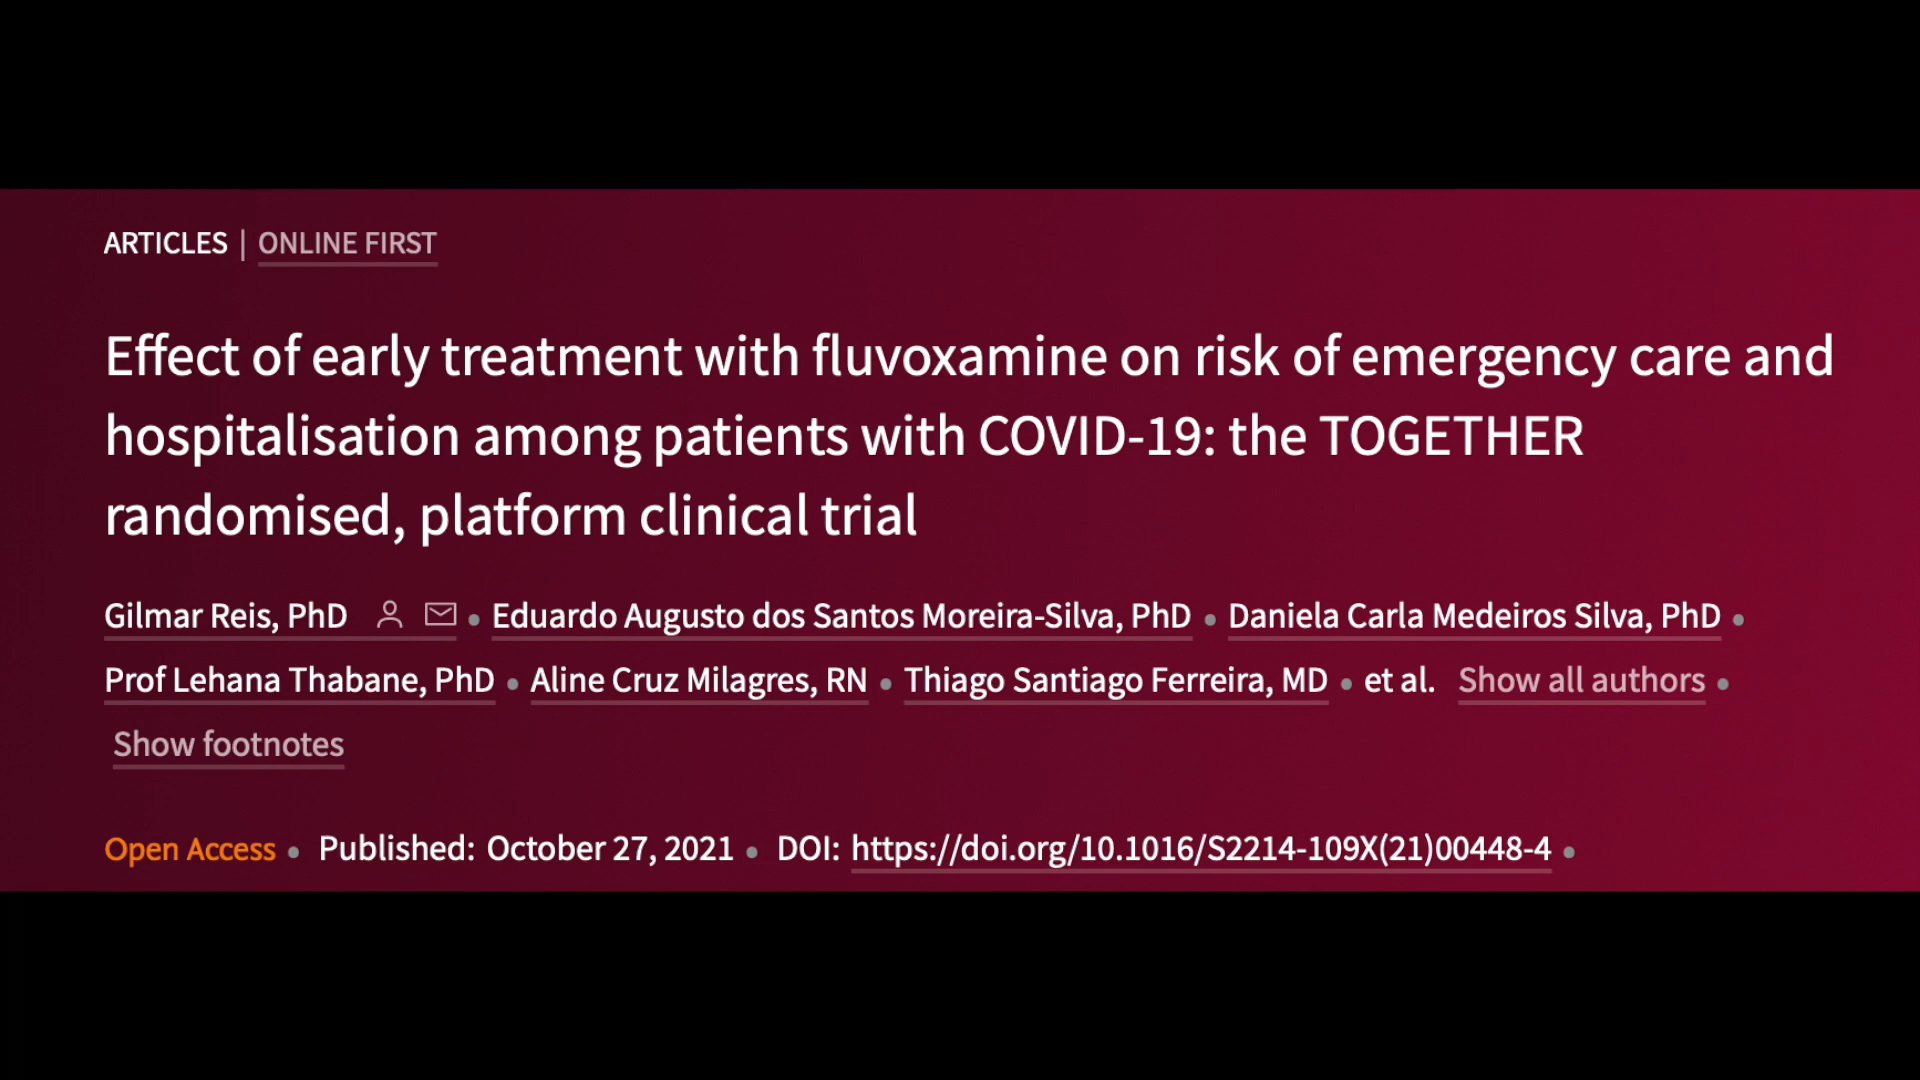 ARTICLES | ONLINE FIRST
Effect of early treatment with fluvoxamine on risk of emergency care and
hospitalisation among patients with COVID-19: the TOGETHER
randomised, platform clinical trial
Gilmar Reis, PhD • Eduardo Augusto dos Santos Moreira-Silva, PhD • Daniela Carla Medeiros Silva, PhD •
Prof Lehana Thabane, PhD • Aline Cruz Milagres, RN • Thiago Santiago Ferreira, MD • et al. Show all authors •
Show footnotes
Open Access • Published: October 27, 2021 • DOI: https://doi.org/10.1016/S2214-109X(21)00448-4 •